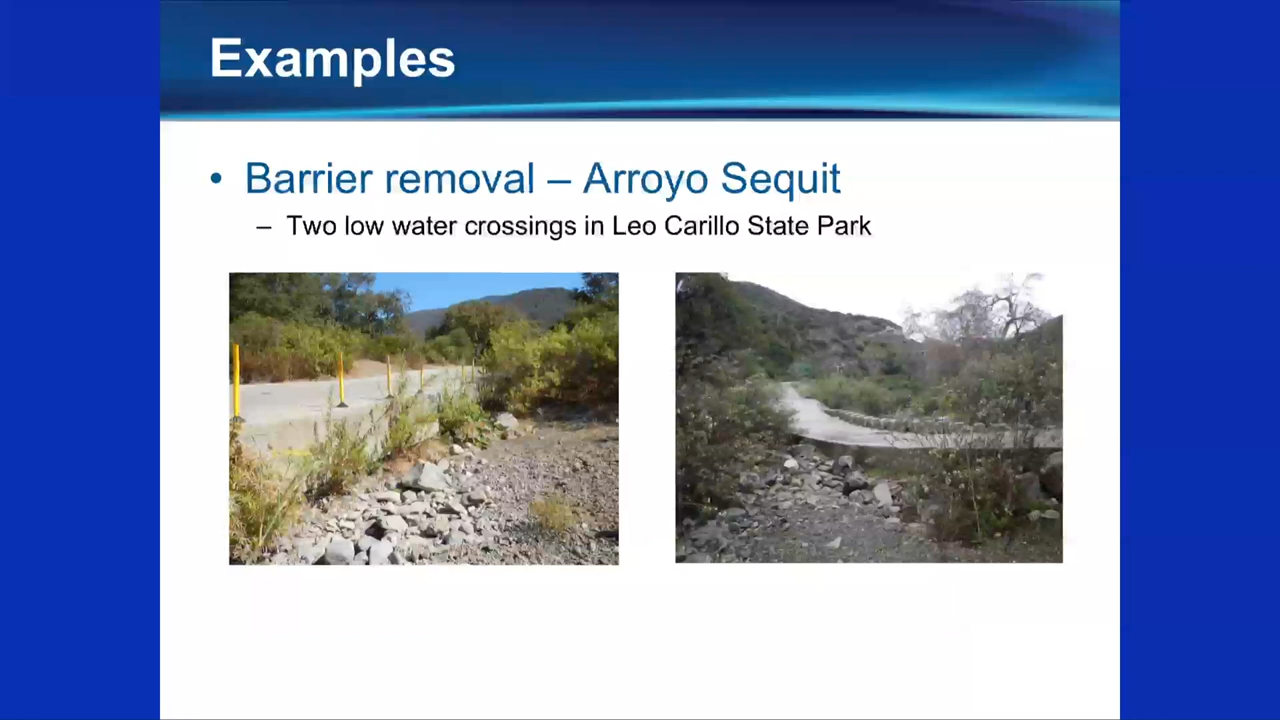 Examples
• Barrier removal – Arroyo Sequit
– Two low water crossings in Leo Carillo State Park